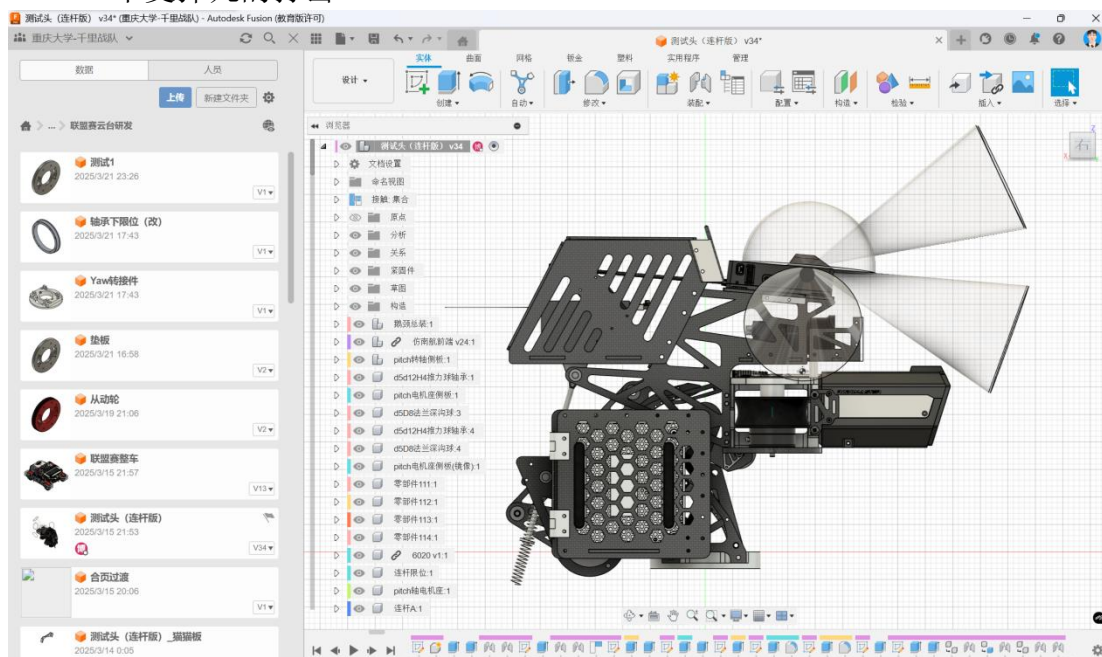 测试头（连杆版） v34* (重庆大学-千里战队) - Autodesk Fusion (教育版许可)
重庆大学-千里战队
测试头（连杆版）v34*
数据
人员
上传
新建文件夹
... > 联盟赛云台研发
测试1
2025/3/21 23:26
V1
轴承下限位（改）
2025/3/21 17:43
V1
Yaw转接件
2025/3/21 17:43
V1
垫板
2025/3/21 16:58
V2
从动轮
2025/3/19 21:06
V2
联盟赛整车
2025/3/15 21:57
V13
测试头（连杆版）
2025/3/15 21:53
V34
合页过渡
2025/3/15 20:06
V1
测试头（连杆版）_猫猫板
2025/3/14 0:05
实体
曲面
网格
钣金
塑料
实用程序
管理
设计
创建
自动
修改
装配
配置
构造
检验
插入
选择
浏览器
测试头（连杆版） v34
文档设置
命名视图
接触 集合
原点
分析
关系
紧固件
草图
构造
鹅颈总装:1
仿南航前端 v24:1
pitch转轴侧板:1
d5d12H4推力球轴承:1
pitch电机座侧板:1
d5D8法兰深沟球:3
d5d12H4推力球轴承:4
d5D8法兰深沟球:4
pitch电机座侧板(镜像):1
零部件111:1
零部件112:1
零部件113:1
零部件114:1
6020 v1:1
连杆限位:1
pitch轴电机座:1
连杆A:1
右
Z